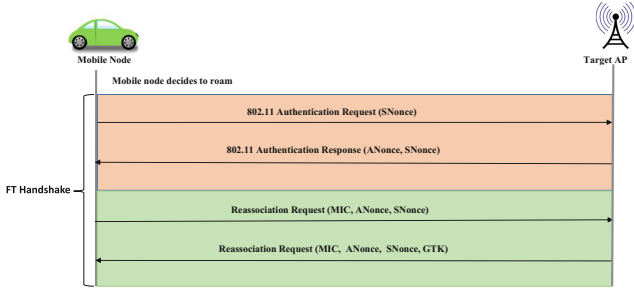 Mobile Node
Target AP
Mobile node decides to roam
802.11 Authentication Request (SNonce)
802.11 Authentication Response (ANonce, SNonce)
FT Handshake
Reassociation Request (MIC, ANonce, SNonce)
Reassociation Request (MIC, ANonce, SNonce, GTK)